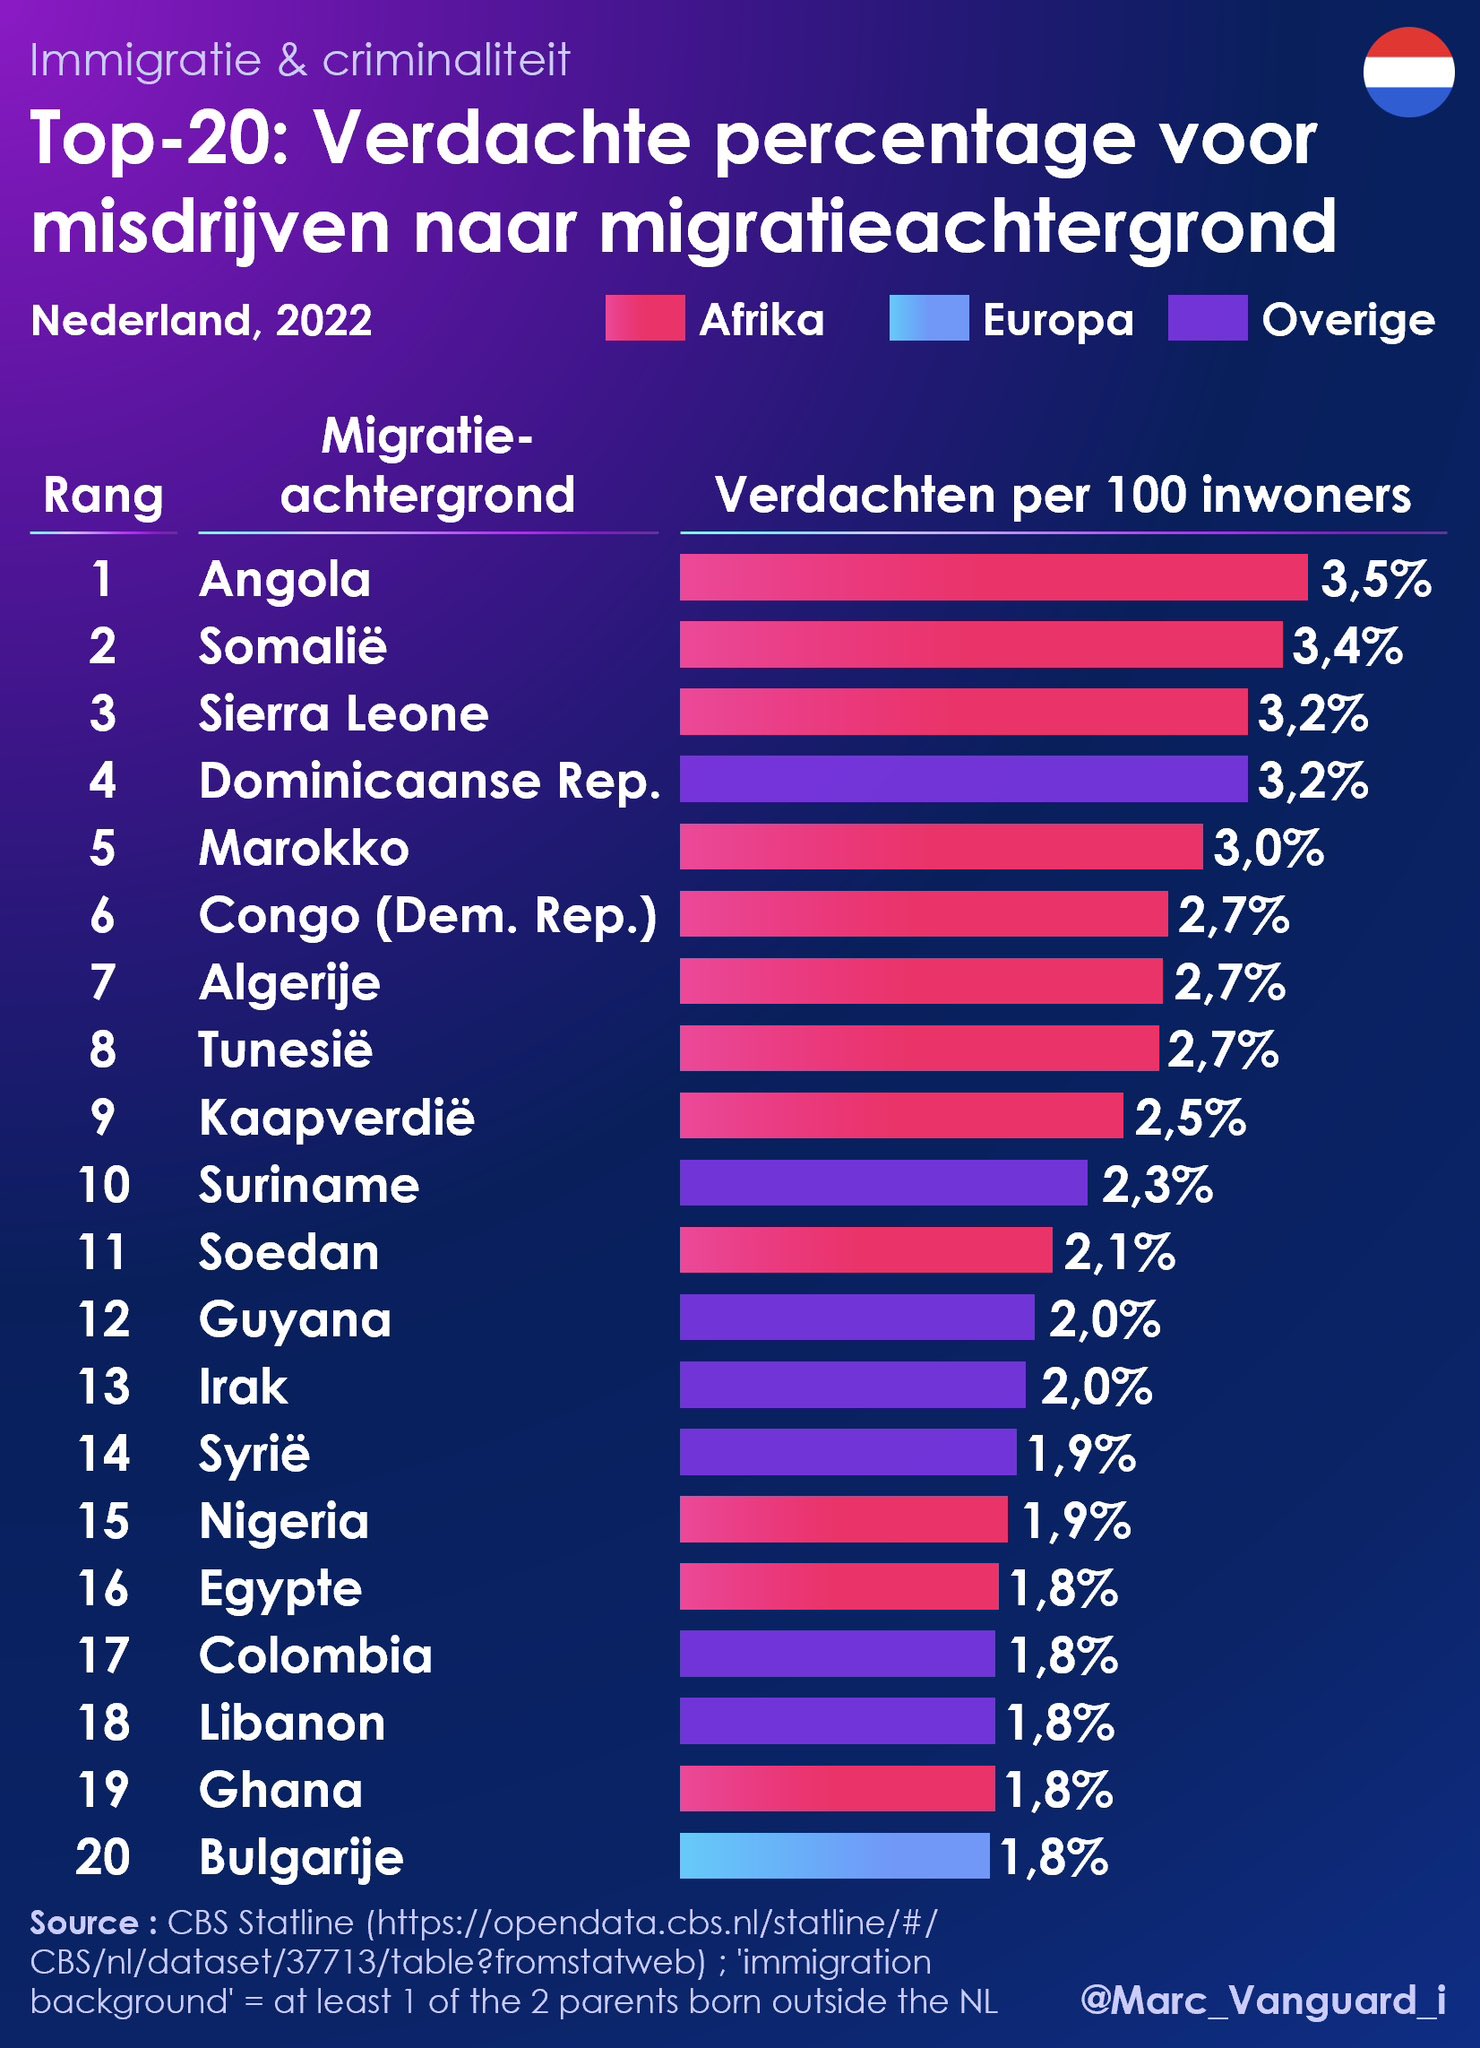 Immigratie & criminaliteit
Top-20: Verdachte percentage voor
misdrijven naar migratieachtergrond
Nederland, 2022
Afrika
Europa
Overige
Rang
Migratie-
achtergrond
Verdachten per 100 inwoners
1 Angola 3,5%
2 Somalië 3,4%
3 Sierra Leone 3,2%
4 Dominicaanse Rep. 3,2%
5 Marokko 3,0%
6 Congo (Dem. Rep.) 2,7%
7 Algerije 2,7%
8 Tunesië 2,7%
9 Kaapverdië 2,5%
10 Suriname 2,3%
11 Soedan 2,1%
12 Guyana 2,0%
13 Irak 2,0%
14 Syrië 1,9%
15 Nigeria 1,9%
16 Egypte 1,8%
17 Colombia 1,8%
18 Libanon 1,8%
19 Ghana 1,8%
20 Bulgarije 1,8%
Source : CBS Statline (https://opendata.cbs.nl/statline/#/
CBS/nl/dataset/37713/table?fromstatweb) ; 'immigration
background' = at least 1 of the 2 parents born outside the NL
@Marc_Vanguard_i